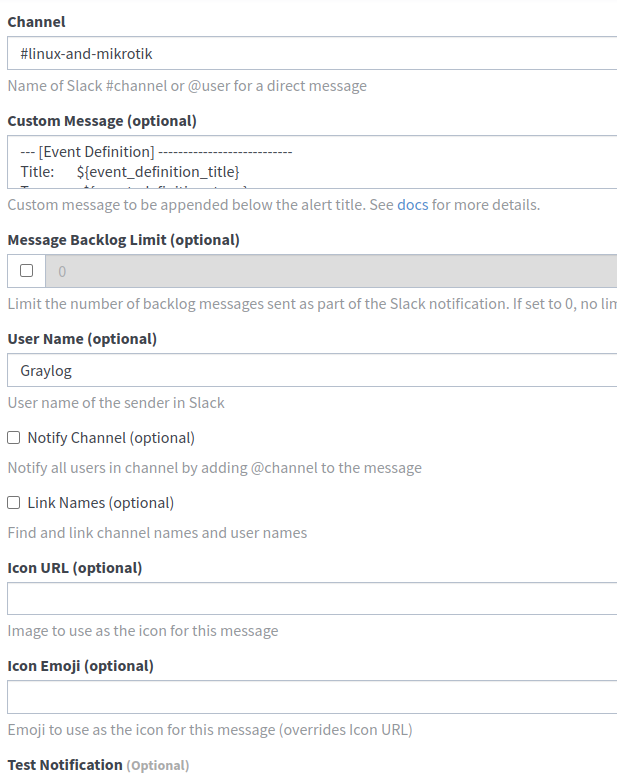 Channel
#linux-and-mikrotik
Name of Slack #channel or @user for a direct message
Custom Message (optional)
--- [Event Definition] ---------------------------
Title: ${event_definition_title}
Custom message to be appended below the alert title. See docs for more details.
Message Backlog Limit (optional)
0
Limit the number of backlog messages sent as part of the Slack notification. If set to 0, no
User Name (optional)
Graylog
User name of the sender in Slack
Notify Channel (optional)
Notify all users in channel by adding @channel to the message
Link Names (optional)
Find and link channel names and user names
Icon URL (optional)
Image to use as the icon for this message
Icon Emoji (optional)
Emoji to use as the icon for this message (overrides Icon URL)
Test Notification (Optional)